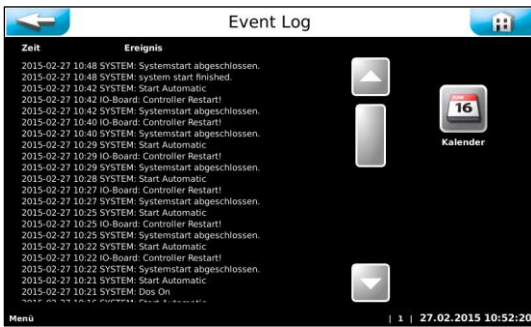 Event Log
Zeit Ereignis
2015-02-27 10:48 SYSTEM: Systemstart abgeschlossen.
2015-02-27 10:48 SYSTEM: system start finished.
2015-02-27 10:42 SYSTEM: Start Automatic
2015-02-27 10:42 IO-Board: Controller Restart!
2015-02-27 10:42 SYSTEM: Systemstart abgeschlossen.
2015-02-27 10:40 IO-Board: Controller Restart!
2015-02-27 10:40 SYSTEM: Systemstart abgeschlossen.
2015-02-27 10:29 SYSTEM: Start Automatic
2015-02-27 10:29 IO-Board: Controller Restart!
2015-02-27 10:29 SYSTEM: Systemstart abgeschlossen.
2015-02-27 10:28 SYSTEM: Start Automatic
2015-02-27 10:27 IO-Board: Controller Restart!
2015-02-27 10:27 SYSTEM: Systemstart abgeschlossen.
2015-02-27 10:25 SYSTEM: Start Automatic
2015-02-27 10:25 IO-Board: Controller Restart!
2015-02-27 10:25 SYSTEM: Systemstart abgeschlossen.
2015-02-27 10:22 SYSTEM: Start Automatic
2015-02-27 10:22 IO-Board: Controller Restart!
2015-02-27 10:22 SYSTEM: Systemstart abgeschlossen.
2015-02-27 10:21 SYSTEM: Start Automatic
2015-02-27 10:21 SYSTEM: Dos On
16
Kalender
Menü | 1 | 27.02.2015 10:52:20